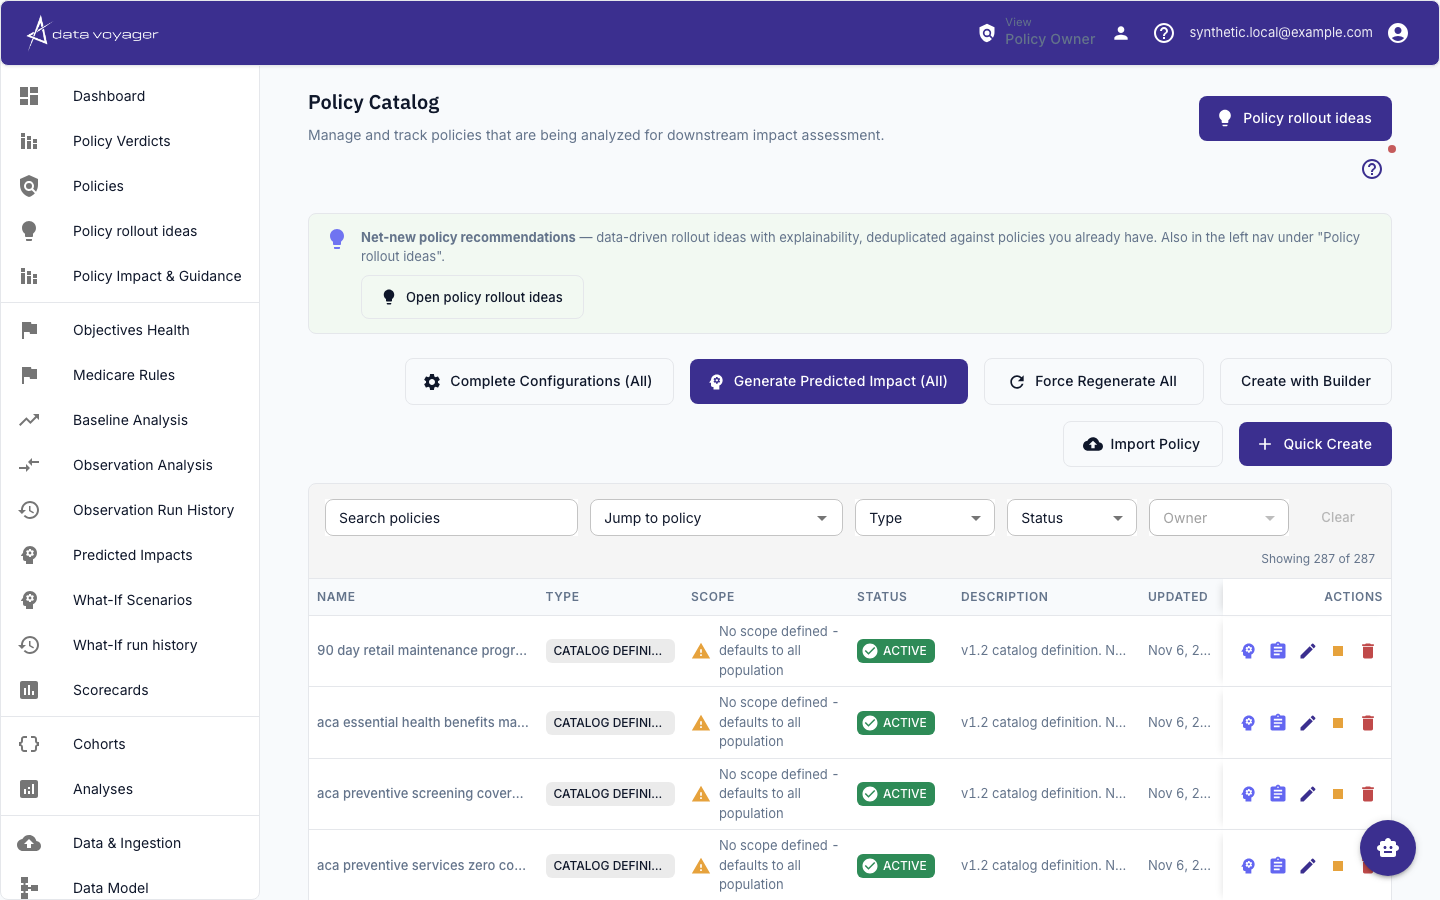 data voyager
View
Policy Owner
synthetic.local@example.com
Dashboard
Policy Verdicts
Policies
Policy rollout ideas
Policy Impact & Guidance
Objectives Health
Medicare Rules
Baseline Analysis
Observation Analysis
Observation Run History
Predicted Impacts
What-If Scenarios
What-If run history
Scorecards
Cohorts
Analyses
Data & Ingestion
Data Model
Policy Catalog
Manage and track policies that are being analyzed for downstream impact assessment.
Policy rollout ideas
Net-new policy recommendations — data-driven rollout ideas with explainability, deduplicated against policies you already have. Also in the left nav under "Policy
rollout ideas".
Open policy rollout ideas
Complete Configurations (All)
Generate Predicted Impact (All)
Force Regenerate All
Create with Builder
Import Policy
Quick Create
Search policies
Jump to policy
Type
Status
Owner
Clear
Showing 287 of 287
NAME TYPE SCOPE STATUS DESCRIPTION UPDATED ACTIONS
90 day retail maintenance progr...
CATALOG DEFINI...
No scope defined -
defaults to all
population
ACTIVE
v1.2 catalog definition. N...
Nov 6, 2...
aca essential health benefits ma...
CATALOG DEFINI...
No scope defined -
defaults to all
population
ACTIVE
v1.2 catalog definition. N...
Nov 6, 2...
aca preventive screening cover...
CATALOG DEFINI...
No scope defined -
defaults to all
population
ACTIVE
v1.2 catalog definition. N...
Nov 6, 2...
aca preventive services zero co...
CATALOG DEFINI...
No scope defined -
defaults to all
population
ACTIVE
v1.2 catalog definition. N...
Nov 6, 2...